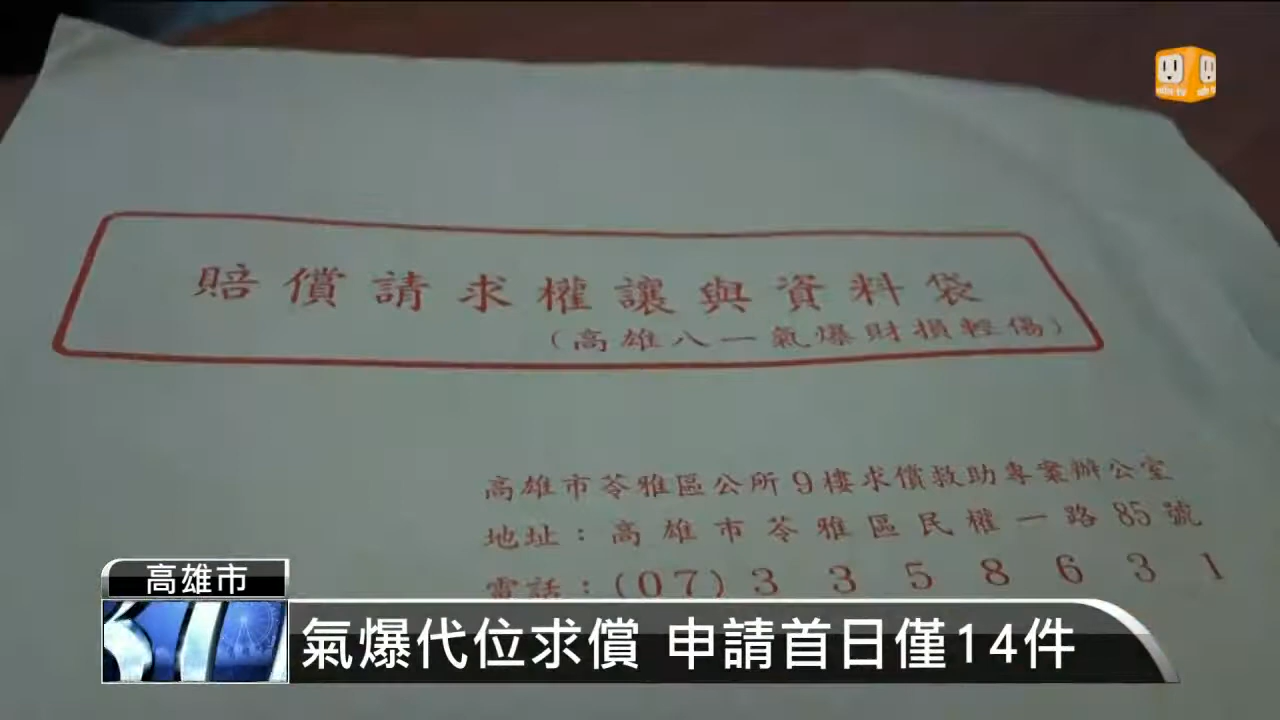 賠償請求權讓與資料袋
(高雄八一氣爆財損輕傷)
高雄市苓雅區公所9樓求償救助專案辦公室
地址：高雄市苓雅區民權一路85號
電話：(07)3358631
高雄市
氣爆代位求償 申請首日僅14件